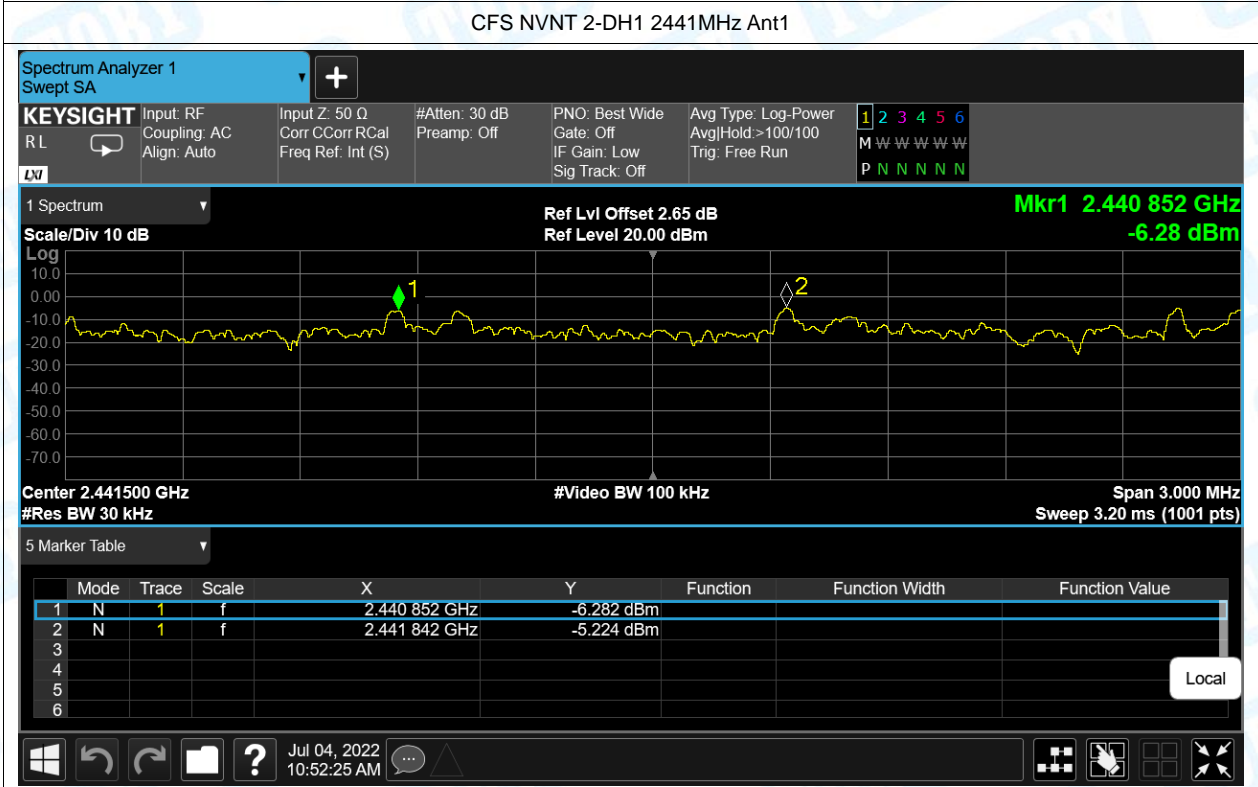 CFS NVNT 2-DH1 2441MHz Ant1
Spectrum Analyzer 1
Swept SA
KEYSIGHT Input: RF Input Z: 50 Ω #Atten: 30 dB PNO: Best Wide Avg Type: Log-Power 1 2 3 4 5 6
RL Coupling: AC Corr CCorr RCal Preamp: Off Gate: Off Avg|Hold:>100/100 M W W W W W
Align: Auto Freq Ref: Int (S) IF Gain: Low Trig: Free Run
LXI Sig Track: Off P N N N N N
1 Spectrum Ref Lvl Offset 2.65 dB Mkr1 2.440 852 GHz
Scale/Div 10 dB Ref Level 20.00 dBm -6.28 dBm
Log
10.0
0.00 1 2
-10.0
-20.0
-30.0
-40.0
-50.0
-60.0
-70.0
Center 2.441500 GHz #Video BW 100 kHz Span 3.000 MHz
#Res BW 30 kHz Sweep 3.20 ms (1001 pts)
5 Marker Table
Mode Trace Scale X Y Function Function Width Function Value
1 N 1 f 2.440 852 GHz -6.282 dBm
2 N 1 f 2.441 842 GHz -5.224 dBm
3
4
5
6
Local
? Jul 04, 2022
10:52:25 AM